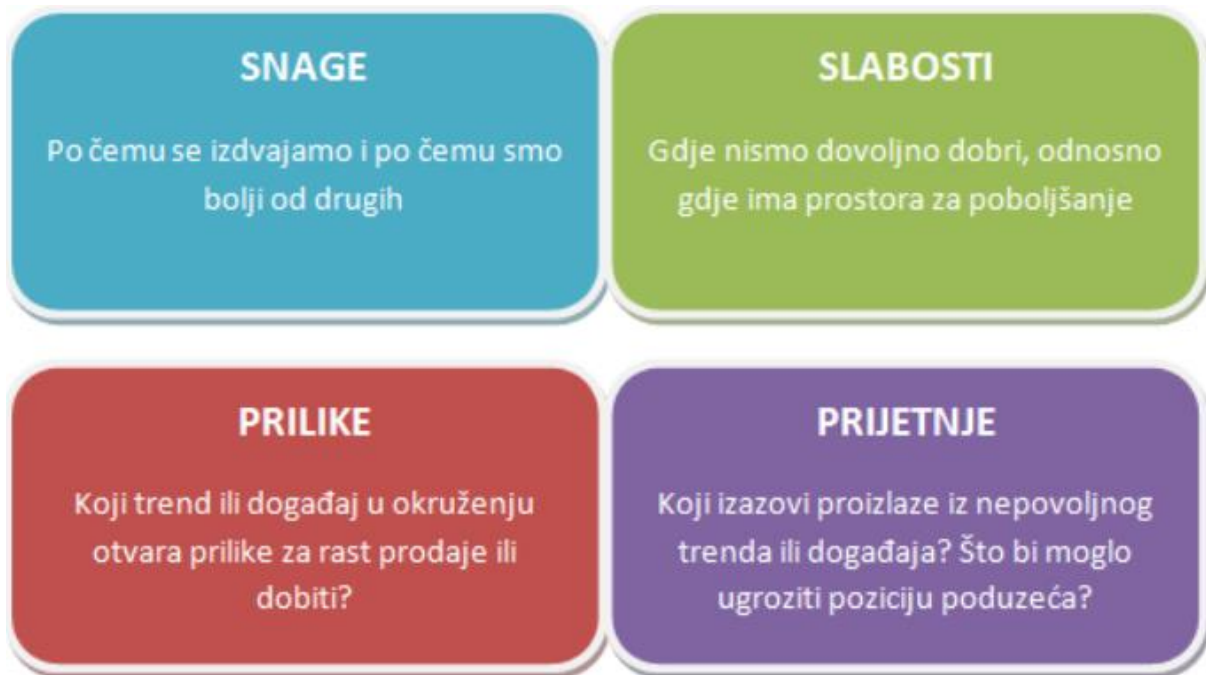 SNAGE
Po čemu se izdvajamo i po čemu smo
bolji od drugih
SLABOSTI
Gdje nismo dovoljno dobri, odnosno
gdje ima prostora za poboljšanje
PRILIKE
Koji trend ili događaj u okruženju
otvara prilike za rast prodaje ili
dobiti?
PRIJETNJE
Koji izazovi proizlaze iz nepovoljnog
trenda ili događaja? Što bi moglo
ugroziti poziciju poduzeća?